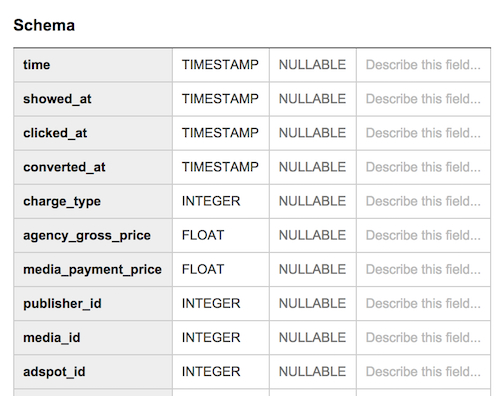 Schema
time TIMESTAMP NULLABLE Describe this field...
showed_at TIMESTAMP NULLABLE Describe this field...
clicked_at TIMESTAMP NULLABLE Describe this field...
converted_at TIMESTAMP NULLABLE Describe this field...
charge_type INTEGER NULLABLE Describe this field...
agency_gross_price FLOAT NULLABLE Describe this field...
media_payment_price FLOAT NULLABLE Describe this field...
publisher_id INTEGER NULLABLE Describe this field...
media_id INTEGER NULLABLE Describe this field...
adspot_id INTEGER NULLABLE Describe this field...